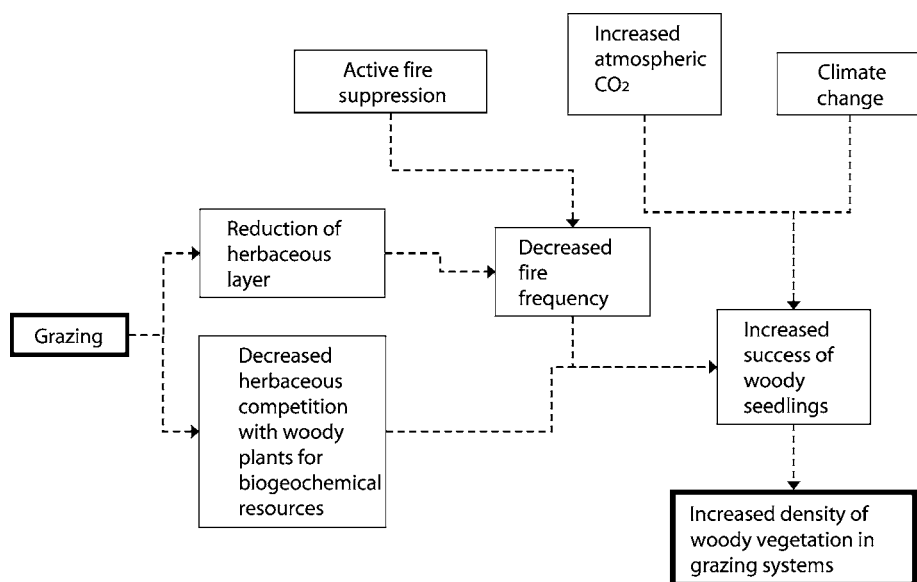 Increased
atmospheric
CO2
Active fire
suppression
Climate
change
Reduction of
herbaceous
layer
Decreased
fire
frequency
Grazing
Increased
success of
woody
seedlings
Decreased
herbaceous
competition
with woody
plants for
biogeochemical
resources
Increased density of
woody vegetation in
grazing systems